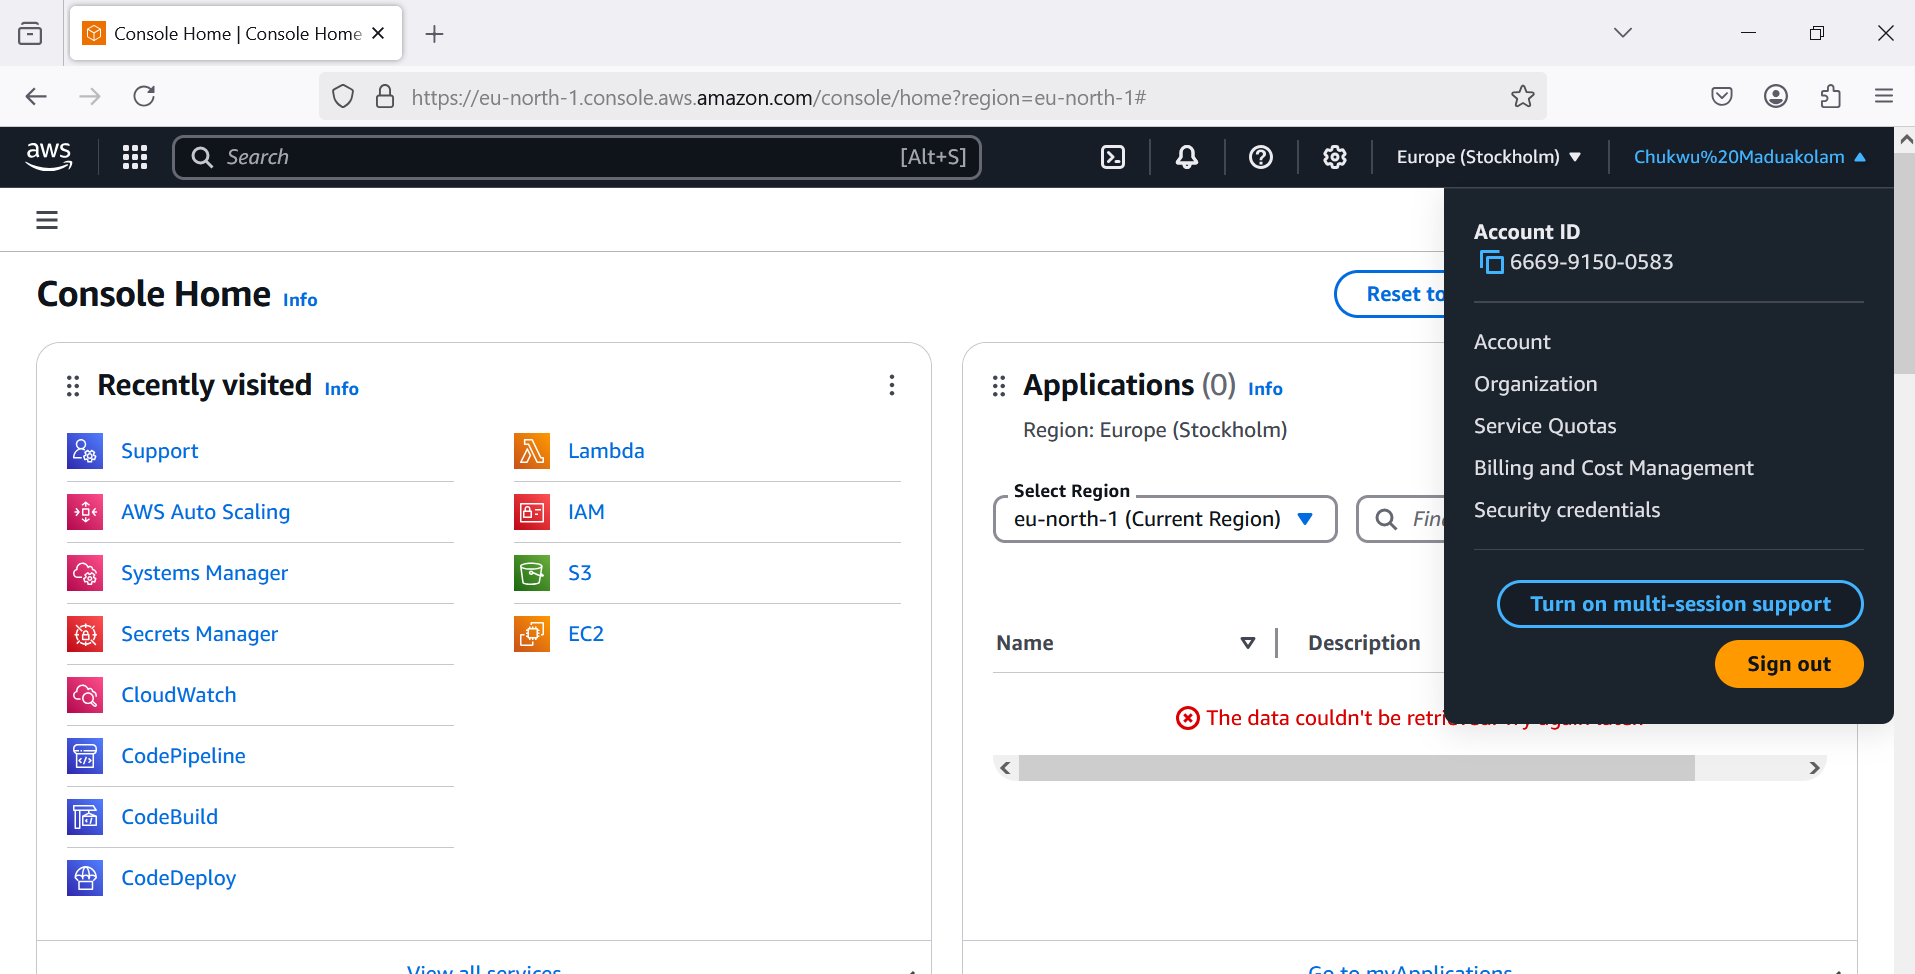 Console Home | Console Home
https://eu-north-1.console.aws.amazon.com/console/home?region=eu-north-1#
aws
Search
[Alt+S]
Europe (Stockholm)
Chukwu%20Maduakolam
Account ID
6669-9150-0583
Account
Organization
Service Quotas
Billing and Cost Management
Security credentials
Turn on multi-session support
Sign out
Console Home Info
Reset to
Recently visited Info
Support
AWS Auto Scaling
Systems Manager
Secrets Manager
CloudWatch
CodePipeline
CodeBuild
CodeDeploy
Lambda
IAM
S3
EC2
View all services
Applications (0) Info
Region: Europe (Stockholm)
Select Region
eu-north-1 (Current Region)
Fin
Name
Description
The data couldn't be retrieved. Try again later.
Go to myApplications